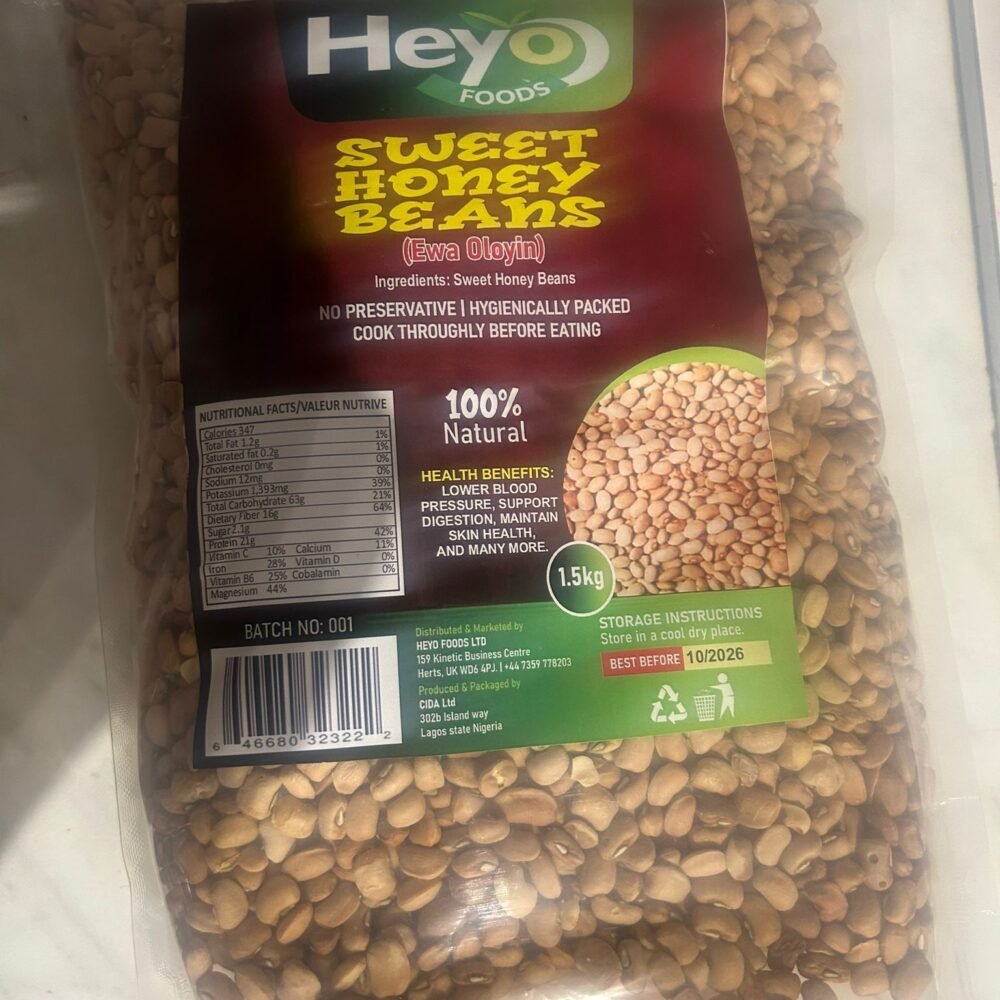 Heyo
FOODS
SWEET
HONEY
BEANS
(Ewa Oloyin)
Ingredients: Sweet Honey Beans
NO PRESERVATIVE | HYGIENICALLY PACKED
COOK THROUGHLY BEFORE EATING
NUTRITIONAL FACTS/VALEUR NUTRIVE
Calories 347
Total Fat 1.2g 1%
Saturated fat 0.2g 1%
Cholesterol 0mg 0%
Sodium 12mg 0%
Potassium 1,393mg 39%
Total Carbohydrate 63g 21%
Dietary Fiber 16g 64%
Sugar 2.1g
Protein 21g 42%
Vitamin C 10% Calcium 11%
Iron 28% Vitamin D 0%
Vitamin B6 25% Cobalamin 0%
Magnesium 44%
100%
Natural
HEALTH BENEFITS:
LOWER BLOOD
PRESSURE, SUPPORT
DIGESTION, MAINTAIN
SKIN HEALTH,
AND MANY MORE.
1.5kg
BATCH NO: 001
6 46680 32322 2
Distributed & Marketed by
HEYO FOODS LTD
159 Kinetic Business Centre
Herts, UK WD6 4PJ. | +44 7359 778203
Produced & Packaged by
CIDA Ltd
302b Island way
Lagos state Nigeria
STORAGE INSTRUCTIONS
Store in a cool dry place.
BEST BEFORE 10/2026